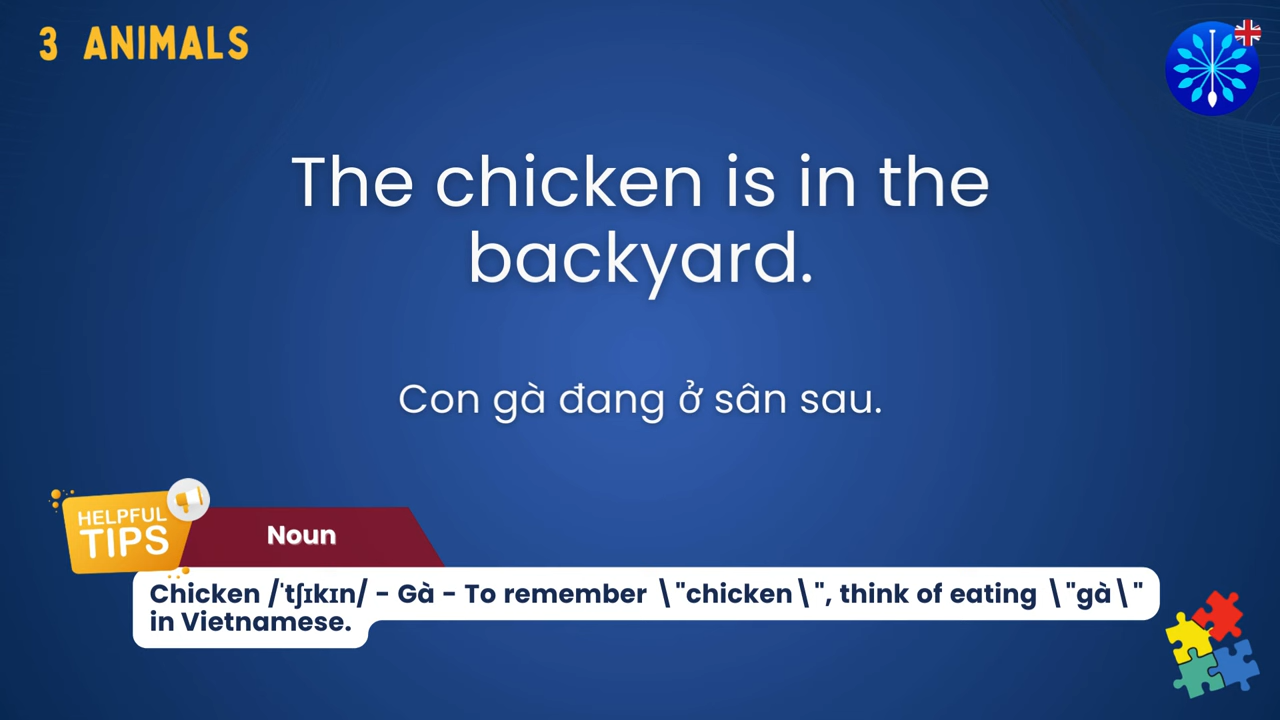 3 ANIMALS
The chicken is in the
backyard.
Con gà đang ở sân sau.
HELPFUL
TIPS
Noun
Chicken /ˈtʃɪkɪn/ - Gà - To remember \"chicken\", think of eating \"gà\"
in Vietnamese.